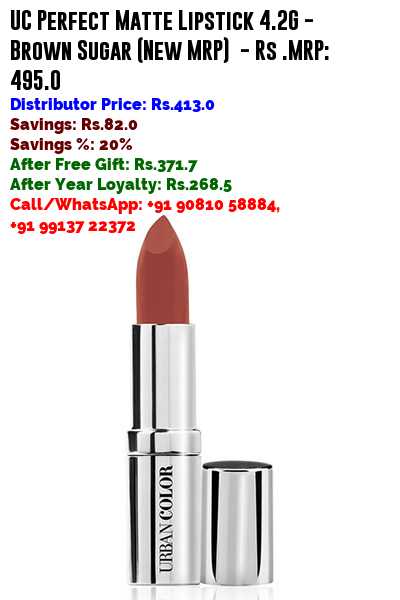 UC Perfect Matte Lipstick 4.2g -
Brown Sugar (New MRP) - Rs .MRP:
495.0
Distributor Price: Rs.413.0
Savings: Rs.82.0
Savings %: 20%
After Free Gift: Rs.371.7
After Year Loyalty: Rs.268.5
Call/WhatsApp: +91 90810 58884,
+91 99137 22372
URBAN COLOR